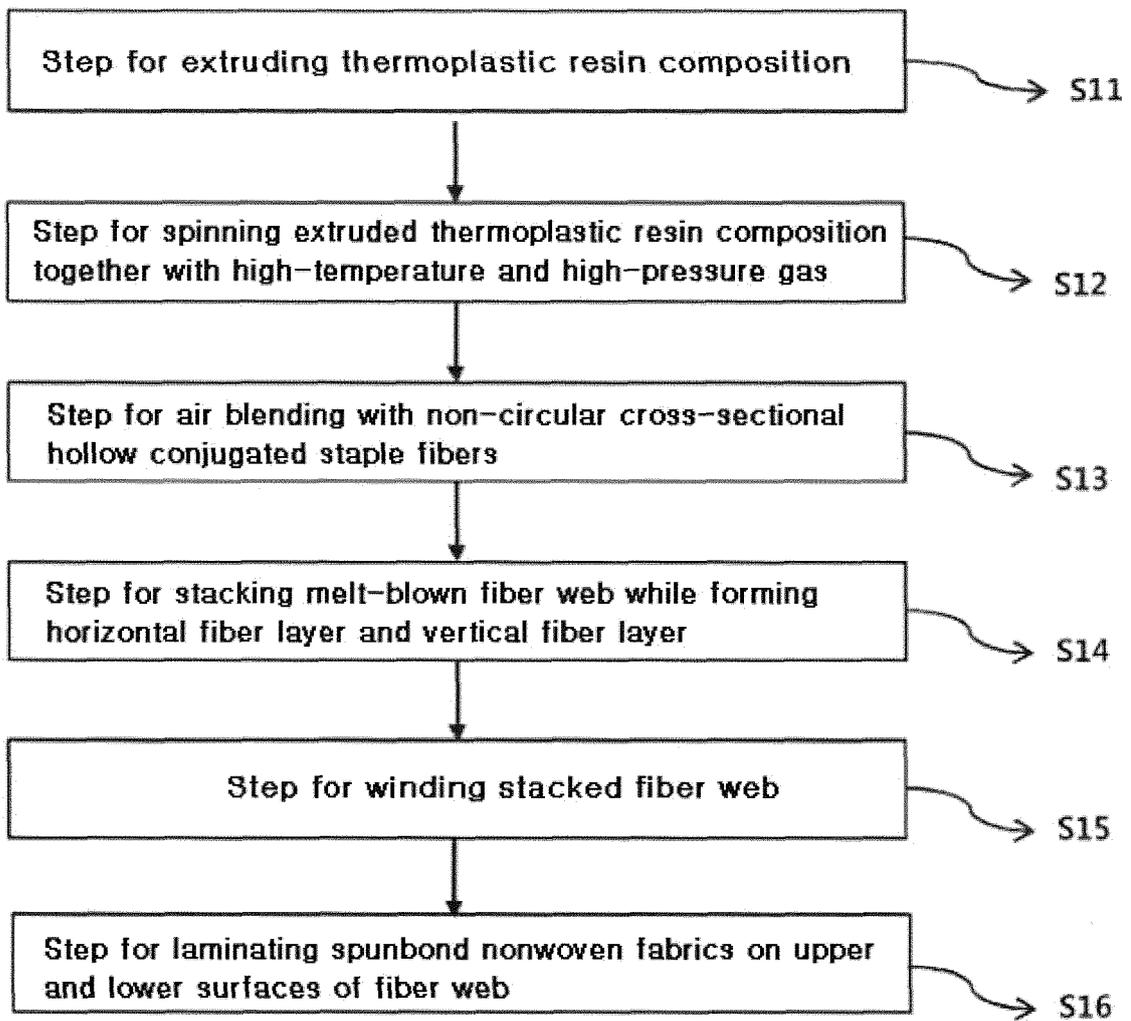 Step for extruding thermoplastic resin composition
S11
Step for spinning extruded thermoplastic resin composition
together with high-temperature and high-pressure gas
S12
Step for air blending with non-circular cross-sectional
hollow conjugated staple fibers
S13
Step for stacking melt-blown fiber web while forming
horizontal fiber layer and vertical fiber layer
S14
Step for winding stacked fiber web
S15
Step for laminating spunbond nonwoven fabrics on upper
and lower surfaces of fiber web
S16